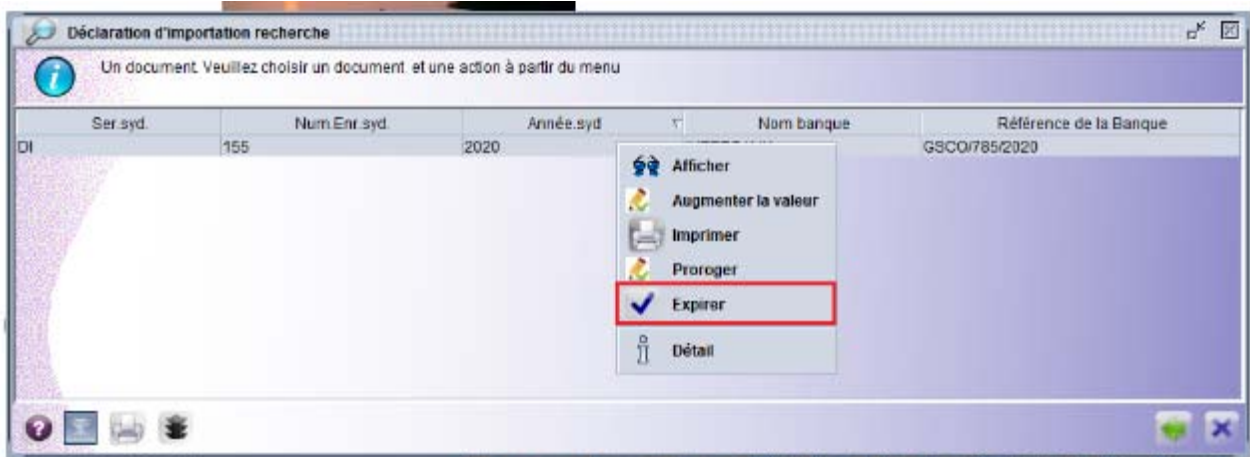 Déclaration d'importation recherche
Un document. Veuillez choisir un document et une action à partir du menu
Ser.syd. Num.Enr.syd. Année.syd Nom banque Référence de la Banque
DI 155 2020 GSCO/785/2020
Afficher
Augmenter la valeur
Imprimer
Proroger
Expirer
Détail